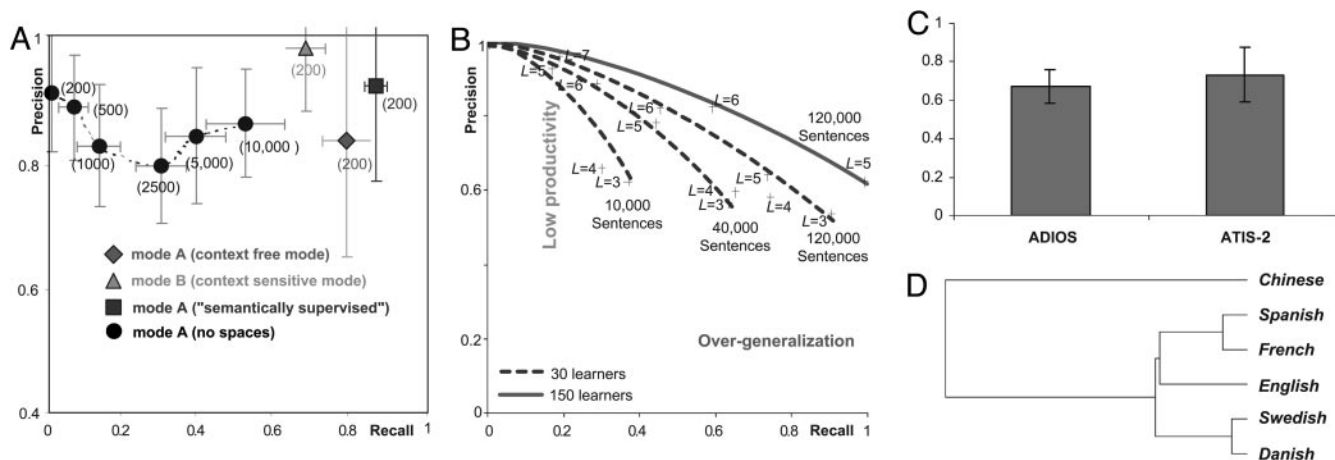 A
1
Precision
0.8
0.6
0.4
0
0.2
0.4
0.6
0.8
Recall
1
(200)
(500)
(1000)
(2500)
(5,000)
(10,000 )
(200)
(200)
(200)
mode A (context free mode)
mode B (context sensitive mode)
mode A ("semantically supervised")
mode A (no spaces)
B
1
Precision
0.6
0.4
0.2
0
0
0.2
0.4
0.6
0.8
Recall
1
L=7
L=5
L=6
L=6
L=5
L=6
L=5
L=4
L=3
L=4
L=3
L=5
L=4
L=3
120,000
Sentences
10,000
Sentences
40,000
Sentences
120,000
Sentences
Low productivity
Over-generalization
30 learners
150 learners
C
1
0.8
0.6
0.4
0.2
0
ADIOS
ATIS-2
D
Chinese
Spanish
French
English
Swedish
Danish